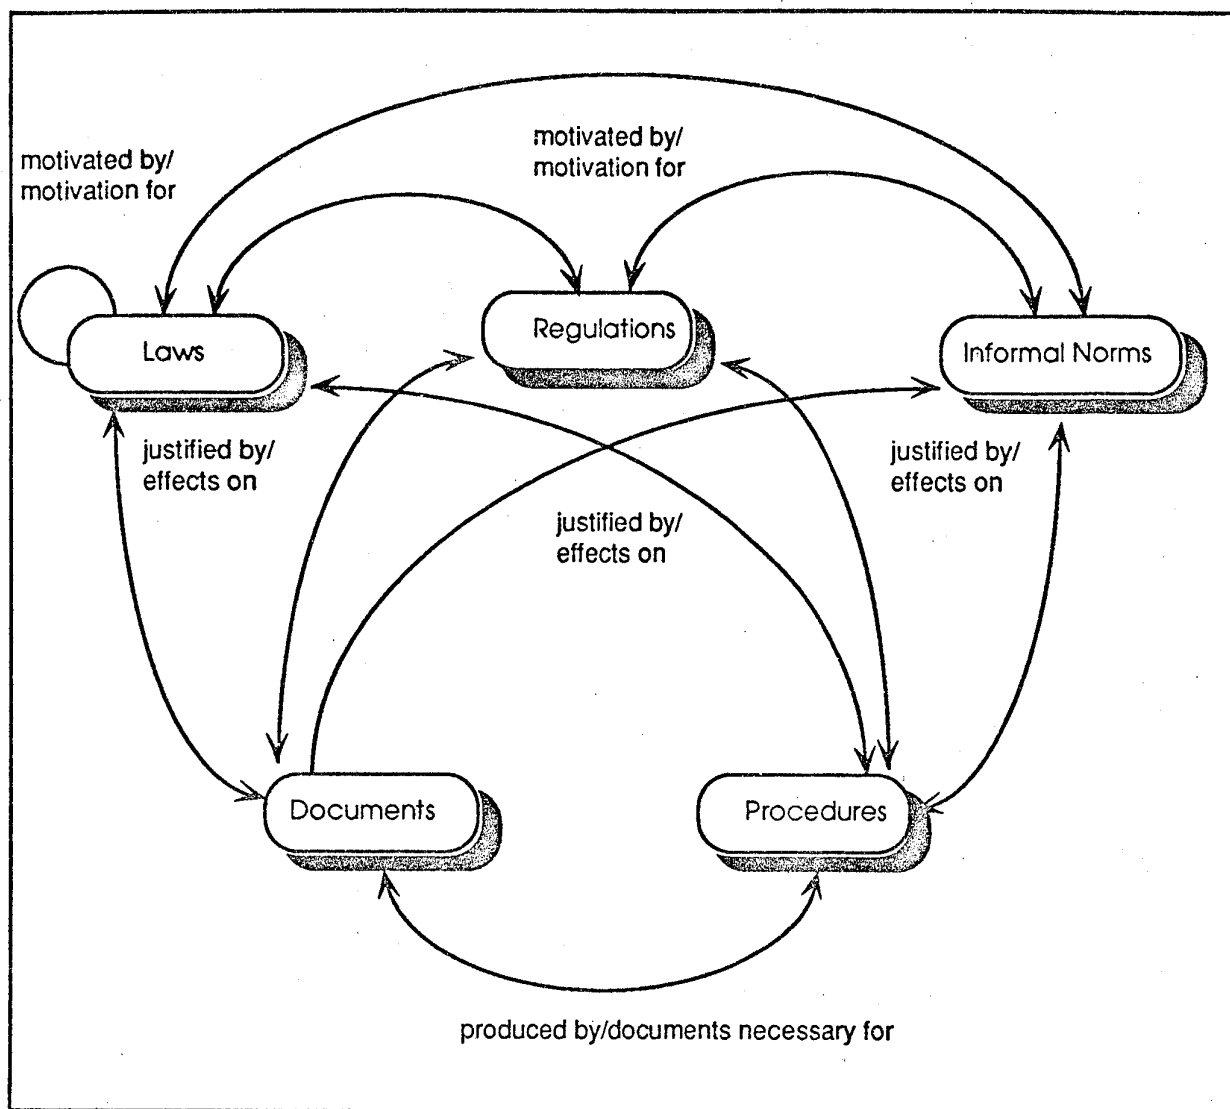 motivated by/
motivation for
motivated by/
motivation for
Laws
Regulations
Informal Norms
justified by/
effects on
justified by/
effects on
justified by/
effects on
Documents
Procedures
produced by/documents necessary for